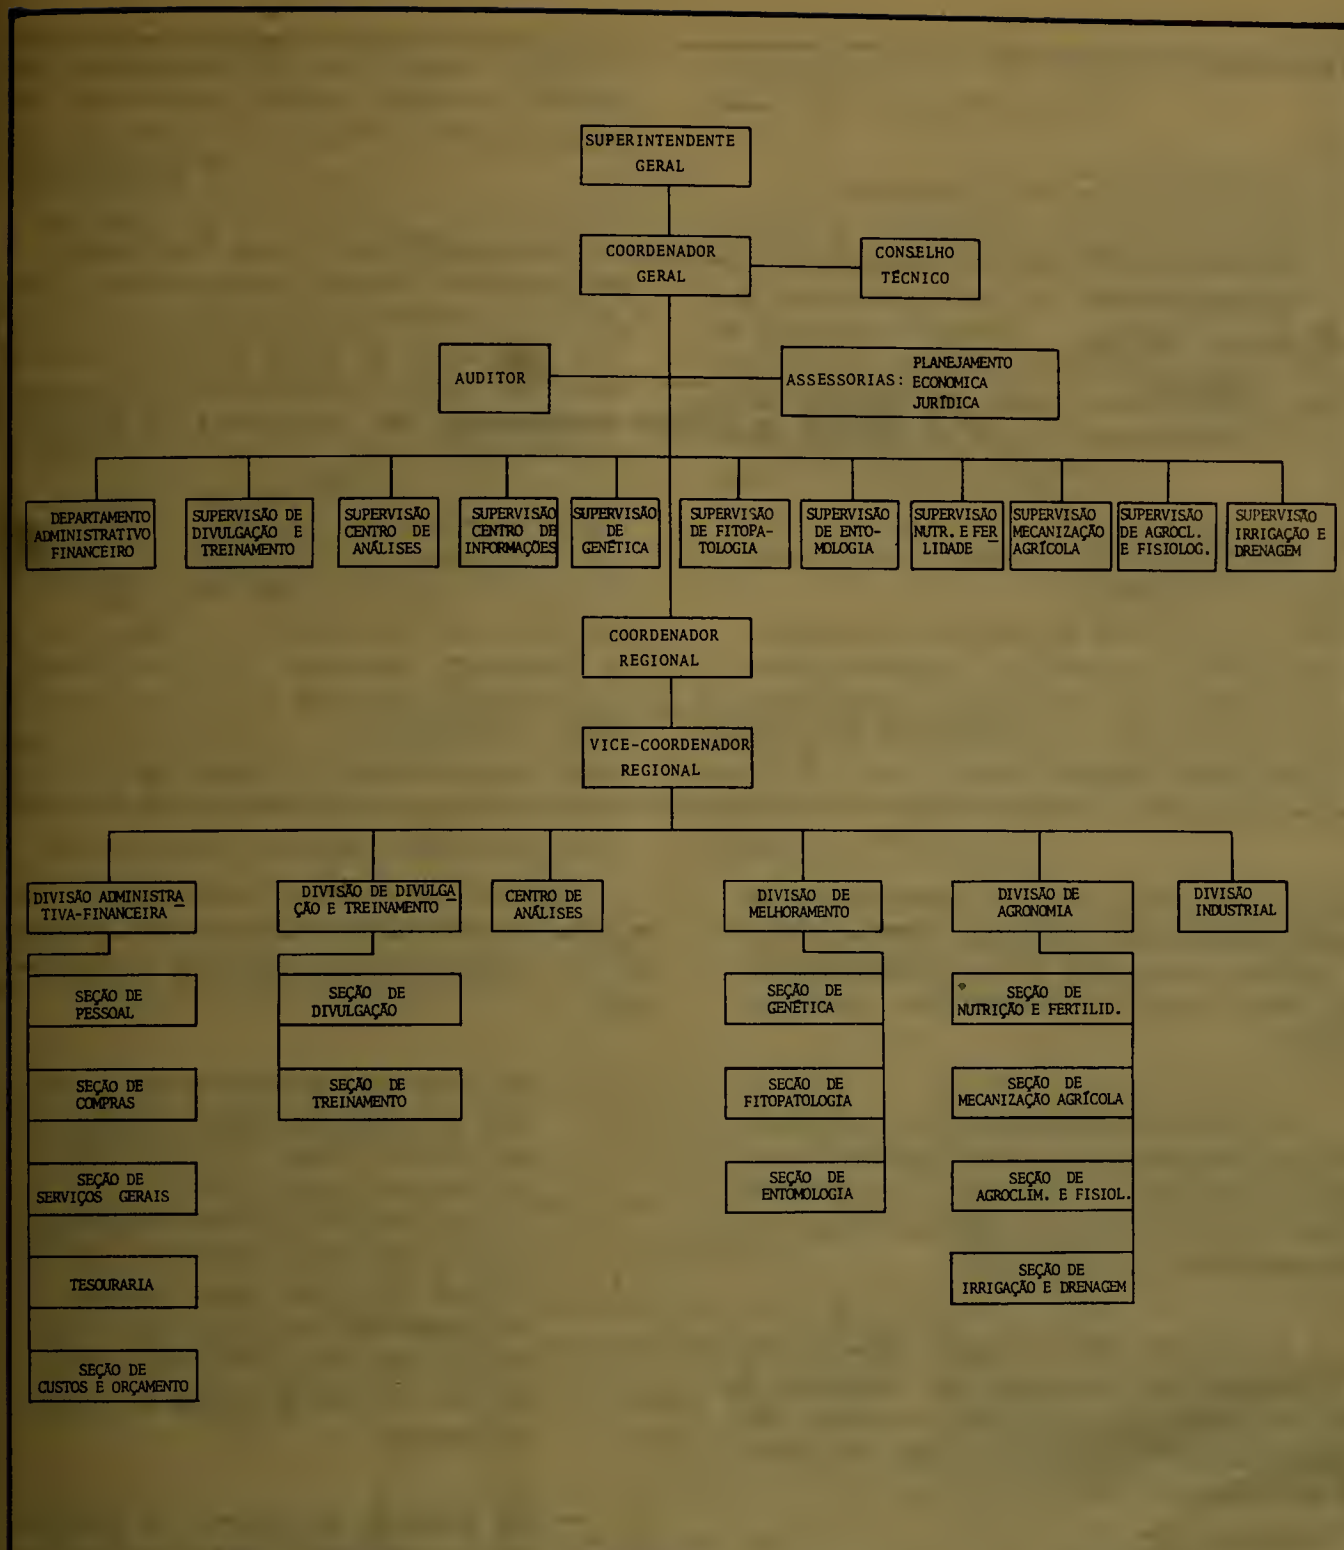 SUPERINTENDENTE
GERAL
COORDENADOR
GERAL
CONSELHO
TÉCNICO
AUDITOR
ASSESSORIAS:
PLANEJAMENTO
ECONOMICA
JURÍDICA
DEPARTAMENTO
ADMINISTRATIVO
FINANCEIRO
SUPERVISÃO DE
DIVULGAÇÃO E
TREINAMENTO
SUPERVISÃO
CENTRO DE
ANÁLISES
SUPERVISÃO
CENTRO DE
INFORMAÇÕES
SUPERVISÃO
DE
GENÉTICA
SUPERVISÃO
DE FITOPA-
TOLOGIA
SUPERVISÃO
DE ENTO-
MOLOGIA
SUPERVISÃO
NUTR. E FER
LIDADE
SUPERVISÃO
MECANIZAÇÃO
AGRÍCOLA
SUPERVISÃO
DE AGROCL.
E FISIOLOG.
SUPERVISÃO
IRRIGAÇÃO E
DRENAGEM
COORDENADOR
REGIONAL
VICE-COORDENADOR
REGIONAL
DIVISÃO ADMINISTRA
TIVA-FINANCEIRA
DIVISÃO DE DIVULGA
ÇÃO E TREINAMENTO
CENTRO DE
ANÁLISES
DIVISÃO DE
MELHORAMENTO
DIVISÃO DE
AGRONOMIA
DIVISÃO
INDUSTRIAL
SEÇÃO DE
PESSOAL
SEÇÃO DE
COMPRAS
SEÇÃO DE
SERVIÇOS GERAIS
TESOURARIA
SEÇÃO DE
CUSTOS E ORÇAMENTO
SEÇÃO DE
DIVULGAÇÃO
SEÇÃO DE
TREINAMENTO
SEÇÃO DE
GENÉTICA
SEÇÃO DE
FITOPATOLOGIA
SEÇÃO DE
ENTOMOLOGIA
SEÇÃO DE
NUTRIÇÃO E FERTILID.
SEÇÃO DE
MECANIZAÇÃO AGRÍCOLA
SEÇÃO DE
AGROCLIM. E FISIOL.
SEÇÃO DE
IRRIGAÇÃO E DRENAGEM